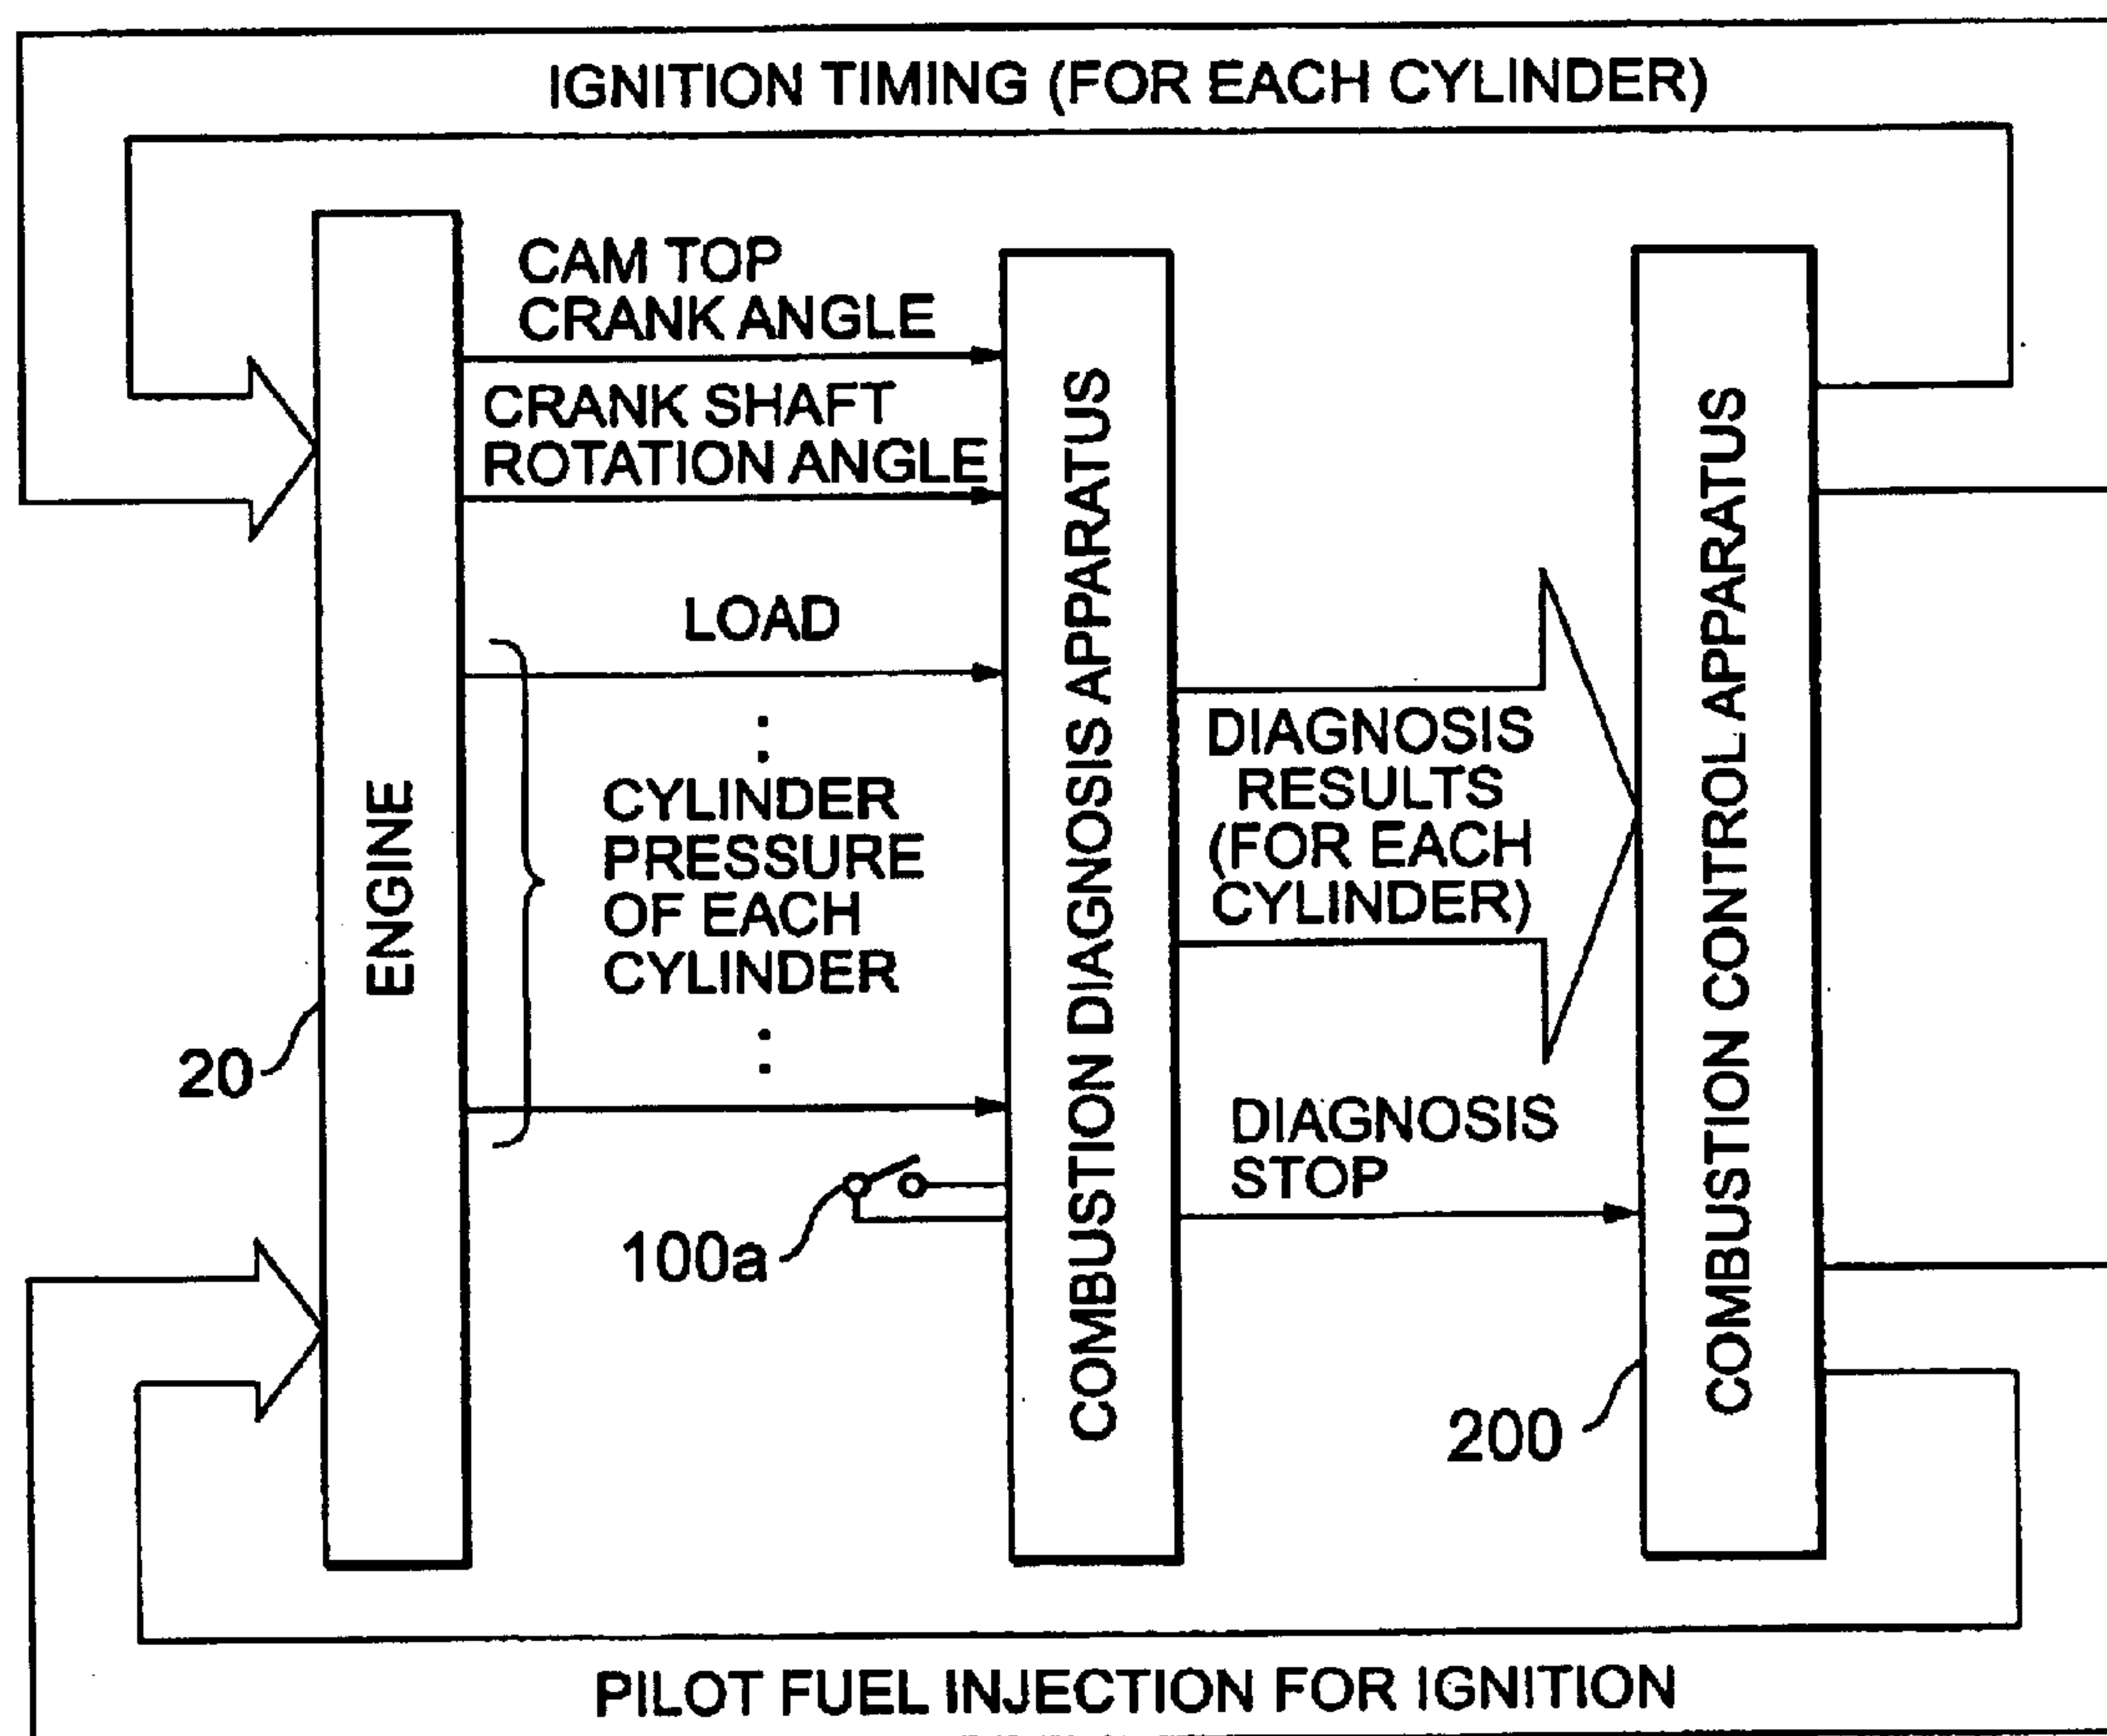 IGNITION TIMING (FOR EACH CYLINDER)
CAM TOP
CRANK ANGLE
CRANK SHAFT
ROTATION ANGLE
LOAD
:
CYLINDER
PRESSURE
OF EACH
CYLINDER
:
ENGINE
20
100a
COMBUSTION DIAGNOSIS APPARATUS
DIAGNOSIS
RESULTS
(FOR EACH
CYLINDER)
DIAGNOSIS
STOP
200
COMBUSTION CONTROL APPARATUS
PILOT FUEL INJECTION FOR IGNITION